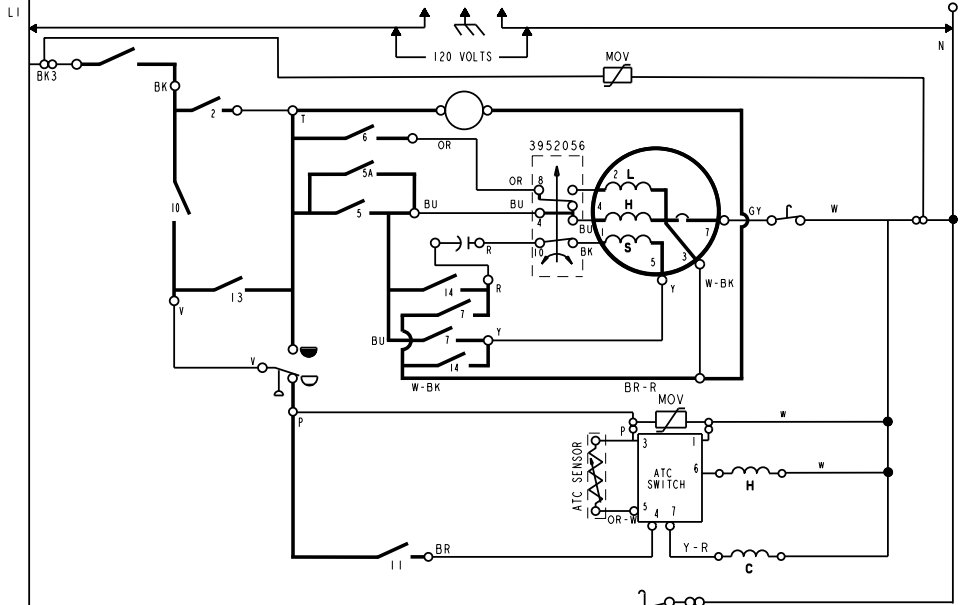 L1
120 VOLTS
N
MOV
BK3
BK
2
T
6
OR
3952056
5A
OR
8
2
L
BU
BU
4
H
10
5
4
BU
1
7
GY
W
S
R
10
BK
5
3
W-BK
13
14
R
Y
V
7
BU
7
Y
14
W-BK
BR-R
V
P
MOV
W
P
3
1
ATC SENSOR
ATC
SWITCH
6
W
H
OR-W
5
4
7
BR
Y-R
11
C